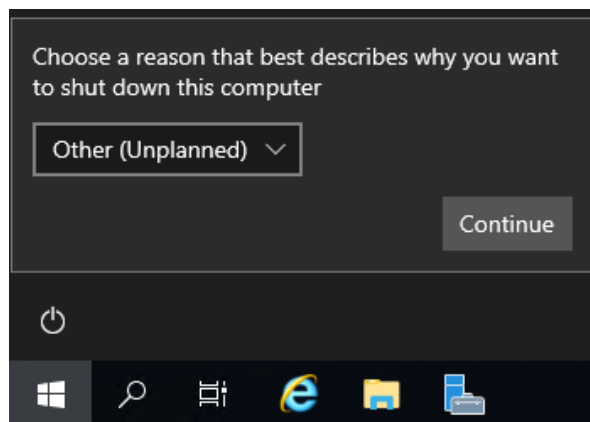 Choose a reason that best describes why you want
to shut down this computer
Other (Unplanned)
Continue